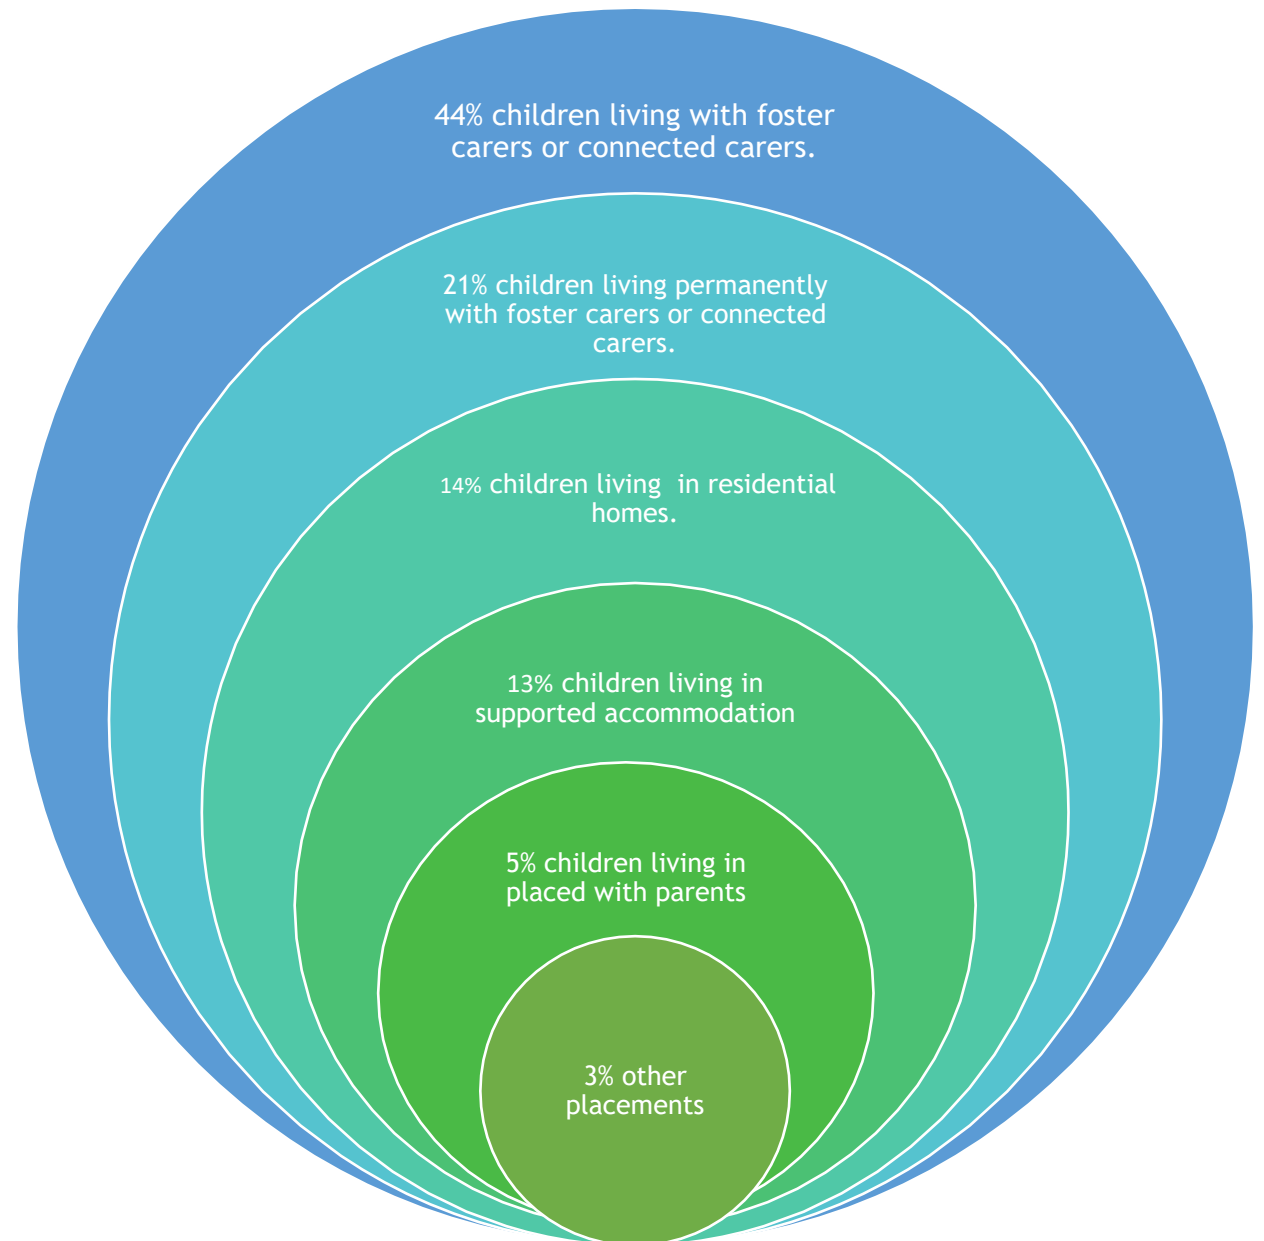 44% children living with foster
carers or connected carers.
21% children living permanently
with foster carers or connected
carers.
14% children living  in residential
homes.
13% children living in
supported accommodation
5% children living in
placed with parents
3% other
placements